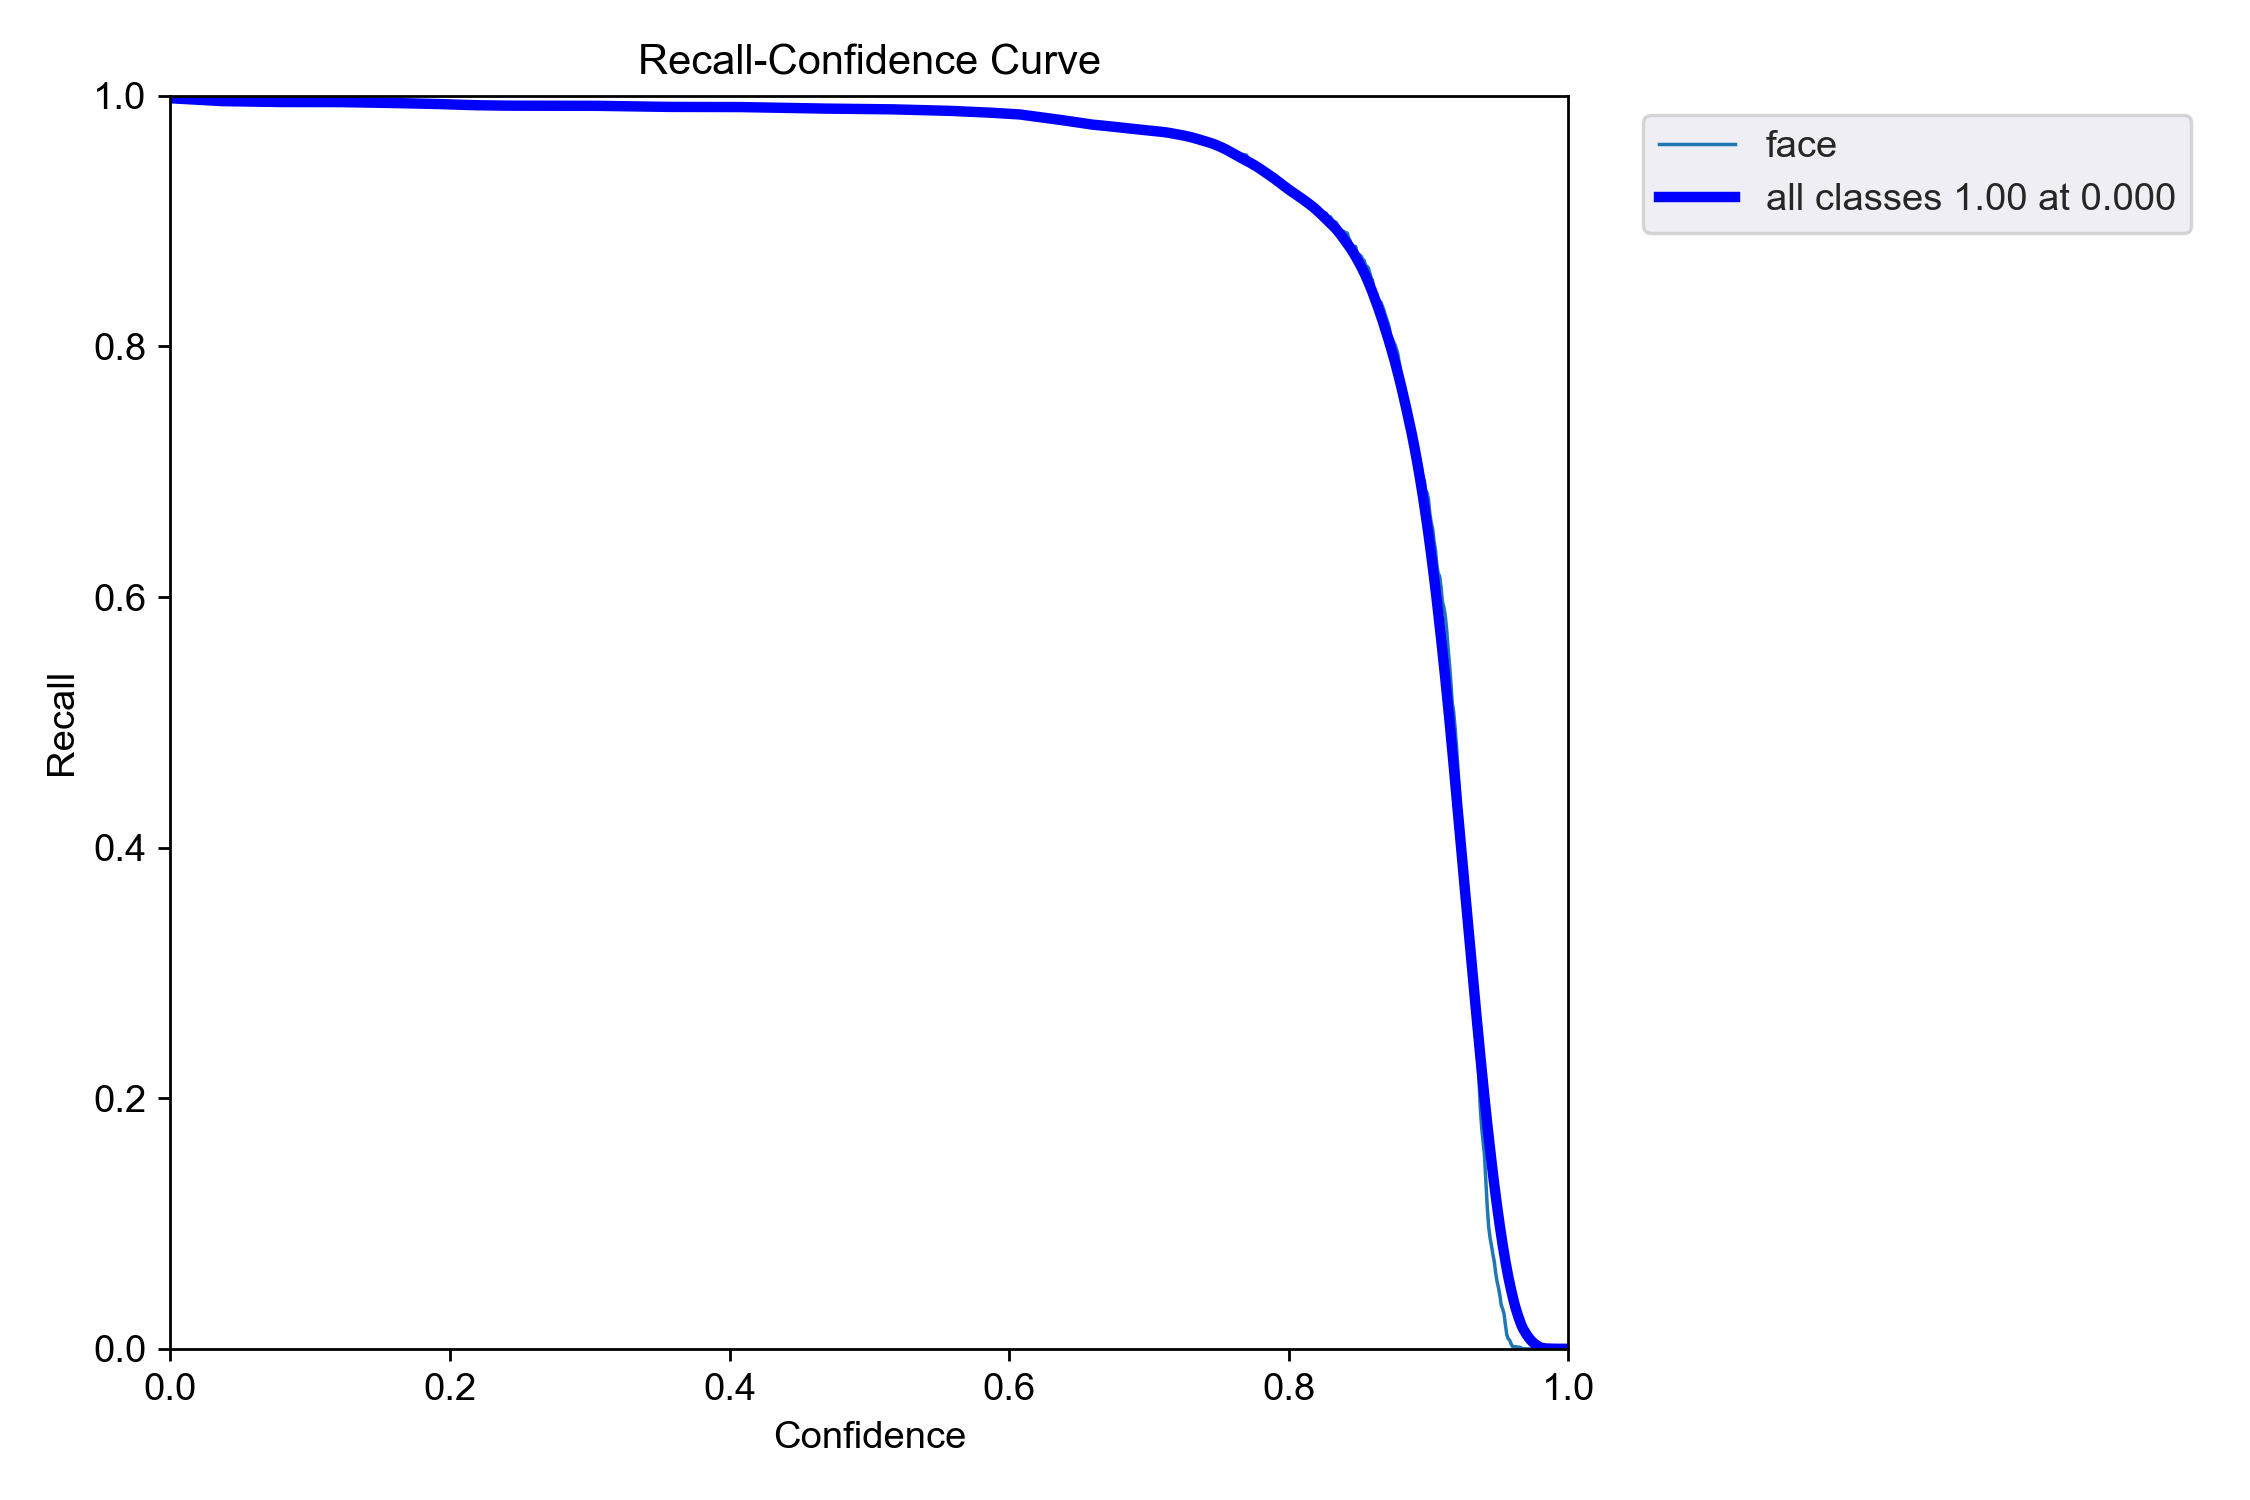 Recall-Confidence Curve
1.0
0.8
0.6
0.4
0.2
0.0
Recall
0.0 0.2 0.4 0.6 0.8 1.0
Confidence
face
all classes 1.00 at 0.000